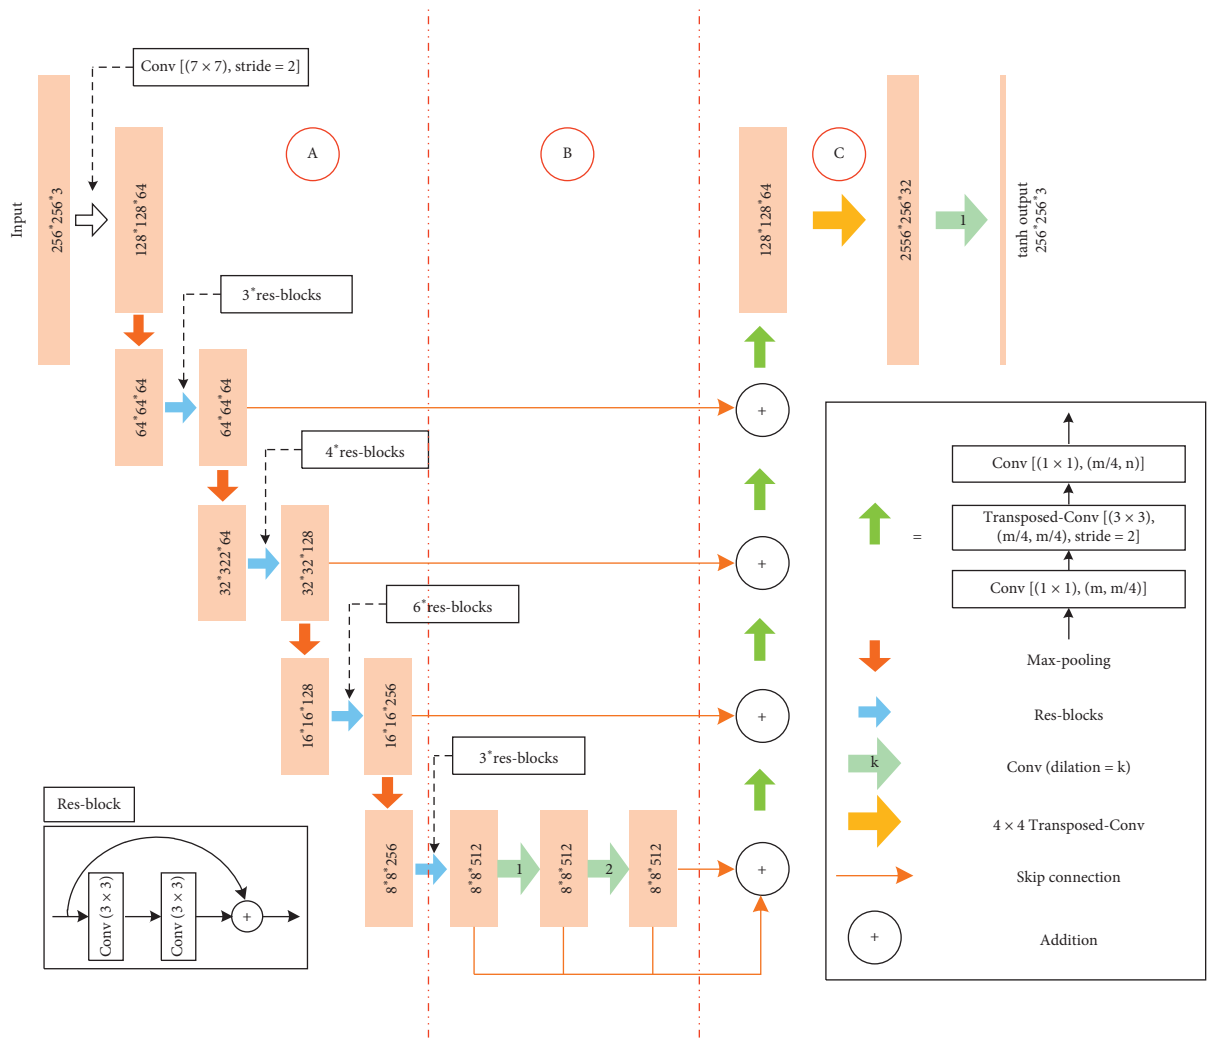 Conv [(7 × 7), stride = 2]
Input
256*256*3
128*128*64
A
B
C
128*128*64
2556*256*32
1
tanh output
256*256*3
3*res-blocks
64*64*64
64*64*64
+
4*res-blocks
32*322*64
32*32*128
+
6*res-blocks
16*16*128
16*16*256
+
3*res-blocks
8*8*256
8*8*512
1
8*8*512
2
8*8*512
+
Res-block
Conv (3 × 3)
Conv (3 × 3)
+
Conv [(1 × 1), (m/4, n)]
=
Transposed-Conv [(3 × 3),
(m/4, m/4), stride = 2]
Conv [(1 × 1), (m, m/4)]
Max-pooling
Res-blocks
k
Conv (dilation = k)
4 × 4 Transposed-Conv
Skip connection
+
Addition